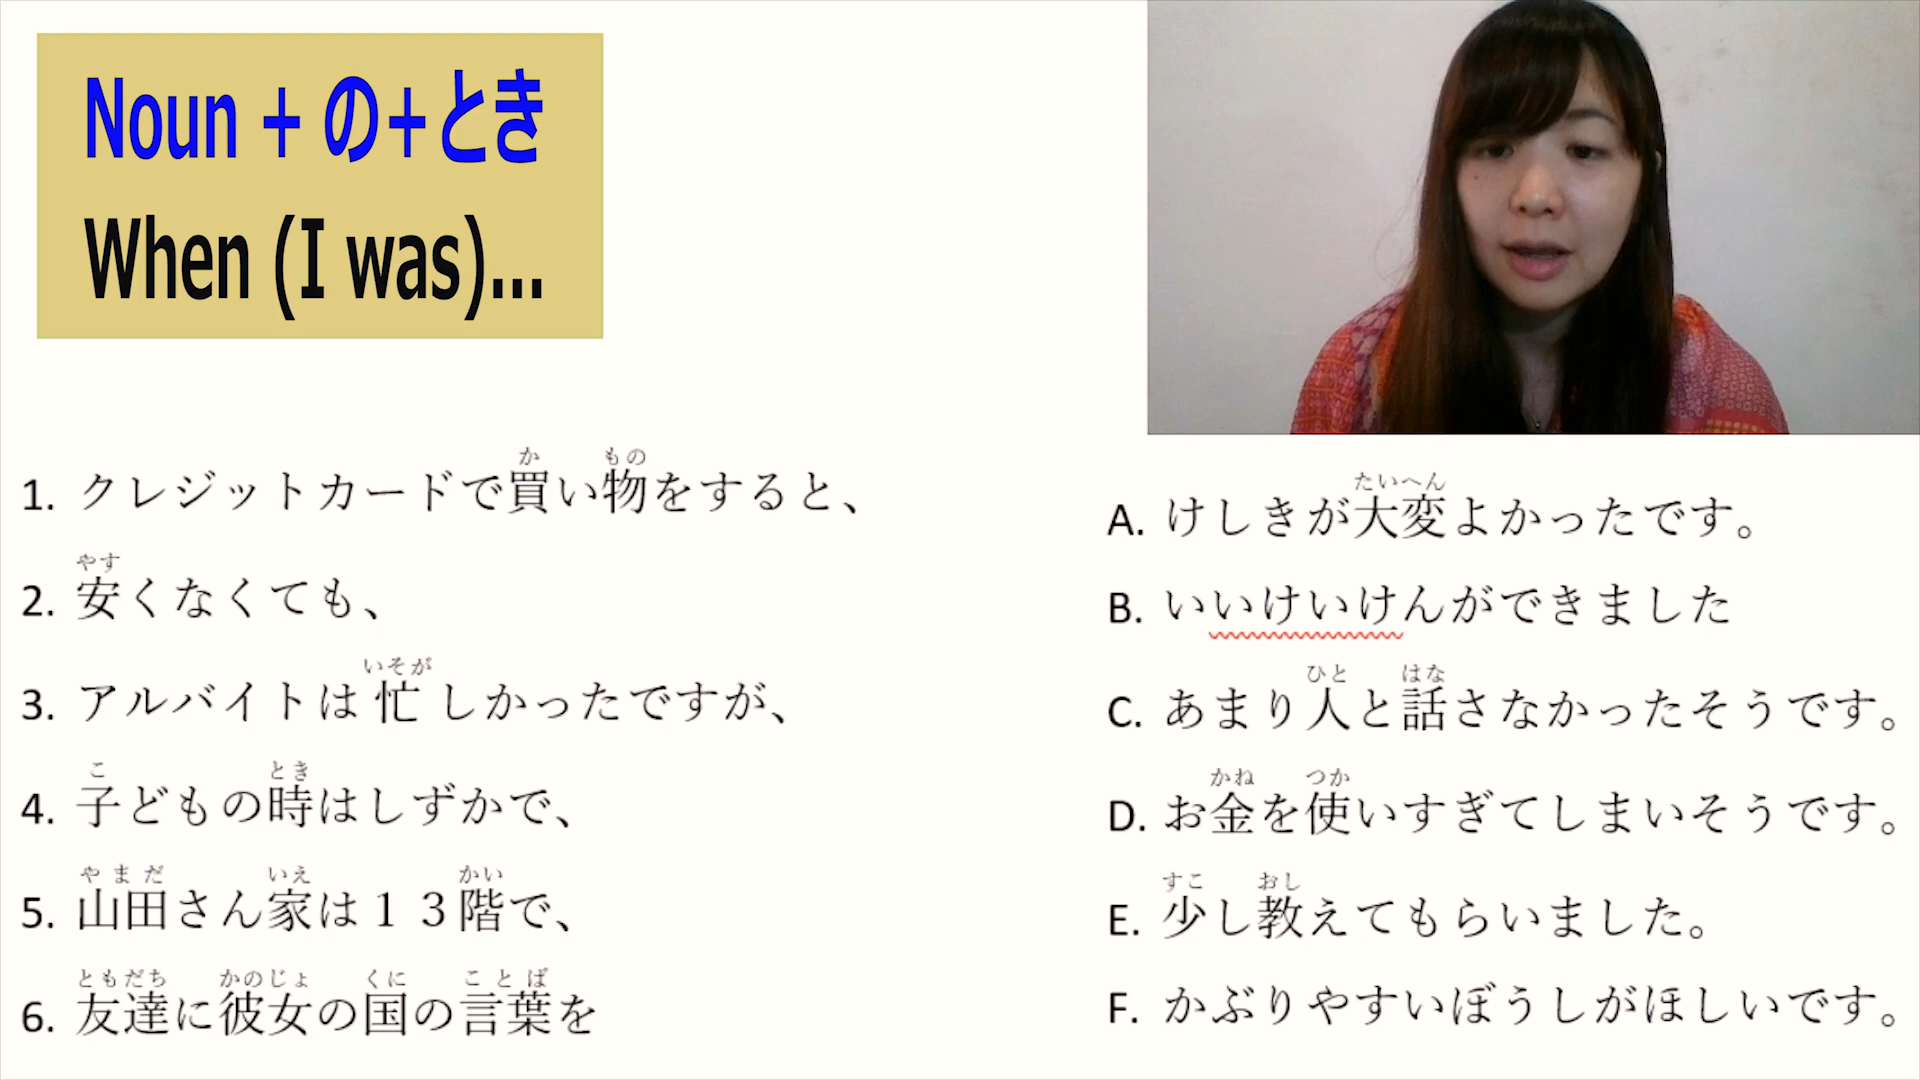 Noun + の+とき
When (I was)...
1. クレジットカードで買い物をすると、
2. 安くなくても、
3. アルバイトは忙しかったですが、
4. 子どもの時はしずかで、
5. 山田さん家は１３階で、
6. 友達に彼女の国の言葉を
A. けしきが大変よかったです。
B. いいけいけんができました
C. あまり人と話さなかったそうです。
D. お金を使いすぎてしまいそうです。
E. 少し教えてもらいました。
F. かぶりやすいぼうしがほしいです。
か もの
やす
いそが
こ とき
やまだ いえ かい
ともだち かのじょ くに ことば
たいへん
ひと はな
かね つか
すこ おし